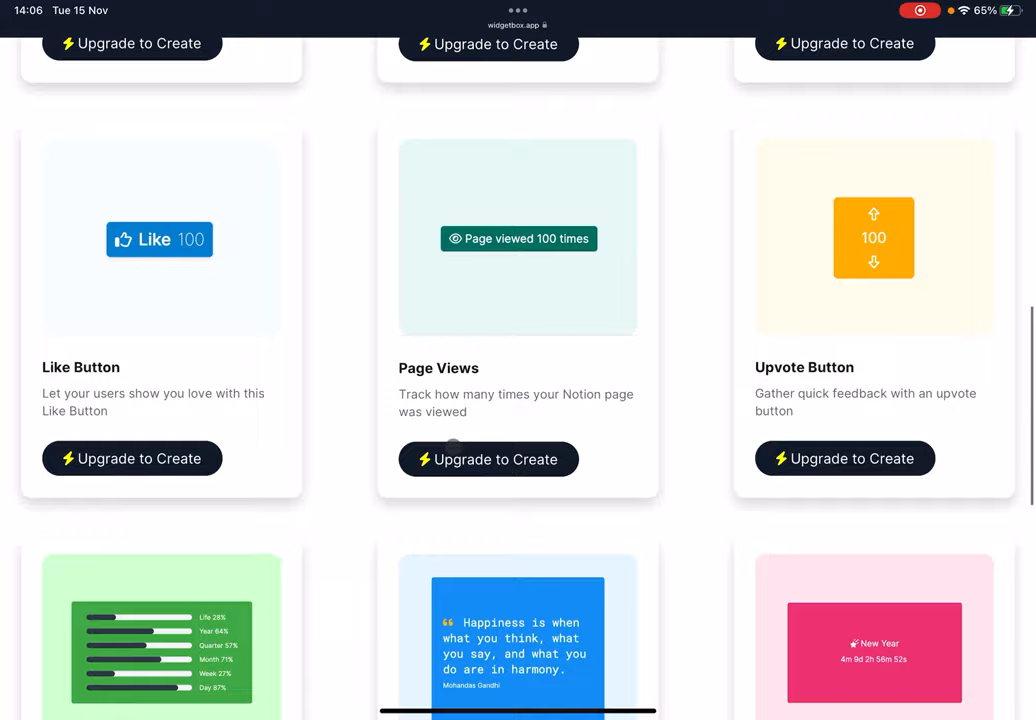 14:06 Tue 15 Nov
widgetbox.app
65%
Upgrade to Create
Upgrade to Create
Upgrade to Create
Like 100
Page viewed 100 times
100
Like Button
Let your users show you love with this
Like Button
Upgrade to Create
Page Views
Track how many times your Notion page
was viewed
Upgrade to Create
Upvote Button
Gather quick feedback with an upvote
button
Upgrade to Create
Life 28%
Year 64%
Quarter 57%
Month 71%
Week 27%
Day 87%
“ Happiness is when
what you think, what
you say, and what you
do are in harmony.
Mohandas Gandhi
New Year
4m 9d 2h 56m 52s